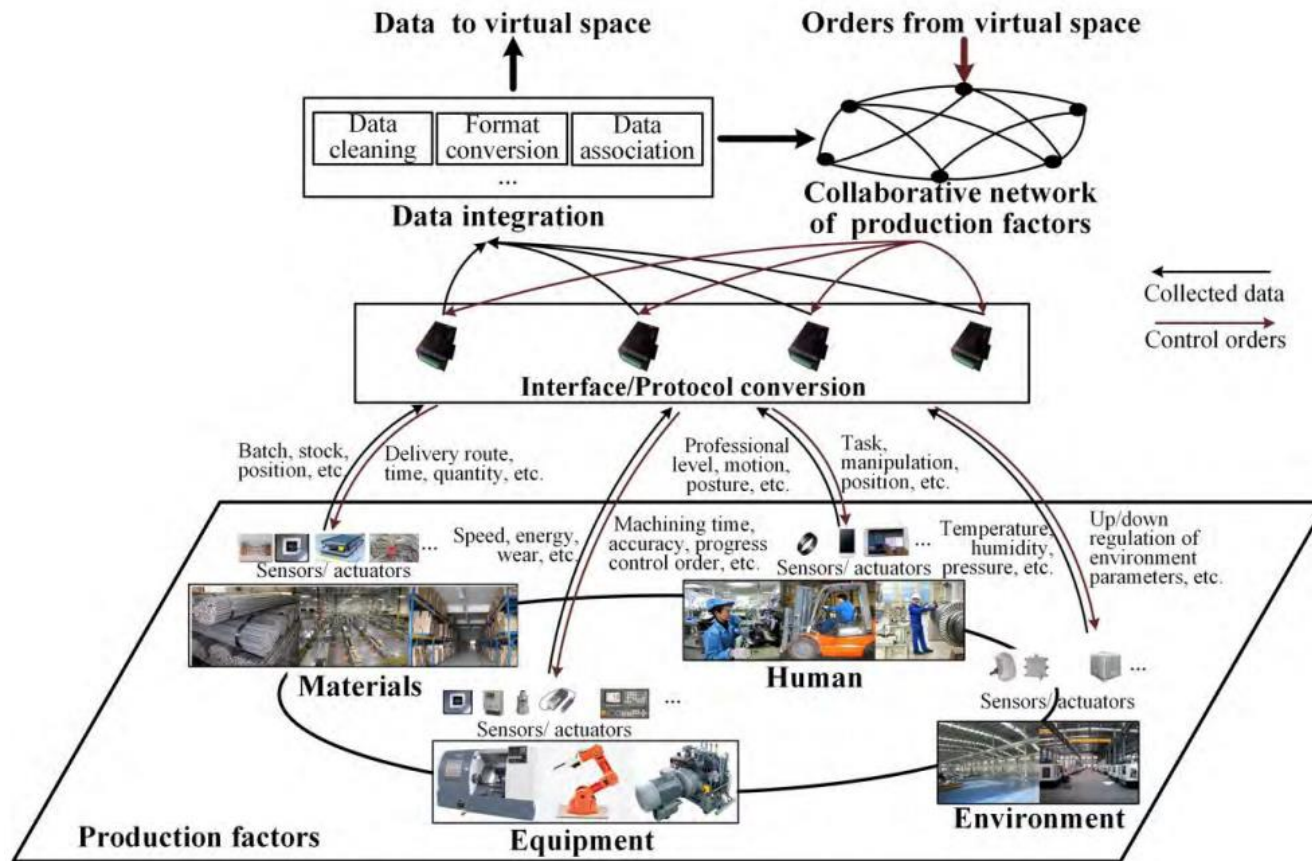 Data to virtual space
Orders from virtual space
Data
cleaning
Format
conversion
Data
association
...
Data integration
Collaborative network
of production factors
Collected data
Control orders
Interface/Protocol conversion
Batch, stock,
position, etc.
Delivery route,
time, quantity, etc.
Professional
level, motion,
posture, etc.
Task,
manipulation,
position, etc.
Speed, energy,
wear, etc.
Machining time,
accuracy, progress
control order, etc.
Temperature,
humidity,
pressure, etc.
Up/down
regulation of
environment
parameters, etc.
...
Sensors/ actuators
Materials
...
Sensors/ actuators
Human
...
Sensors/ actuators
Equipment
...
Sensors/ actuators
Environment
Production factors